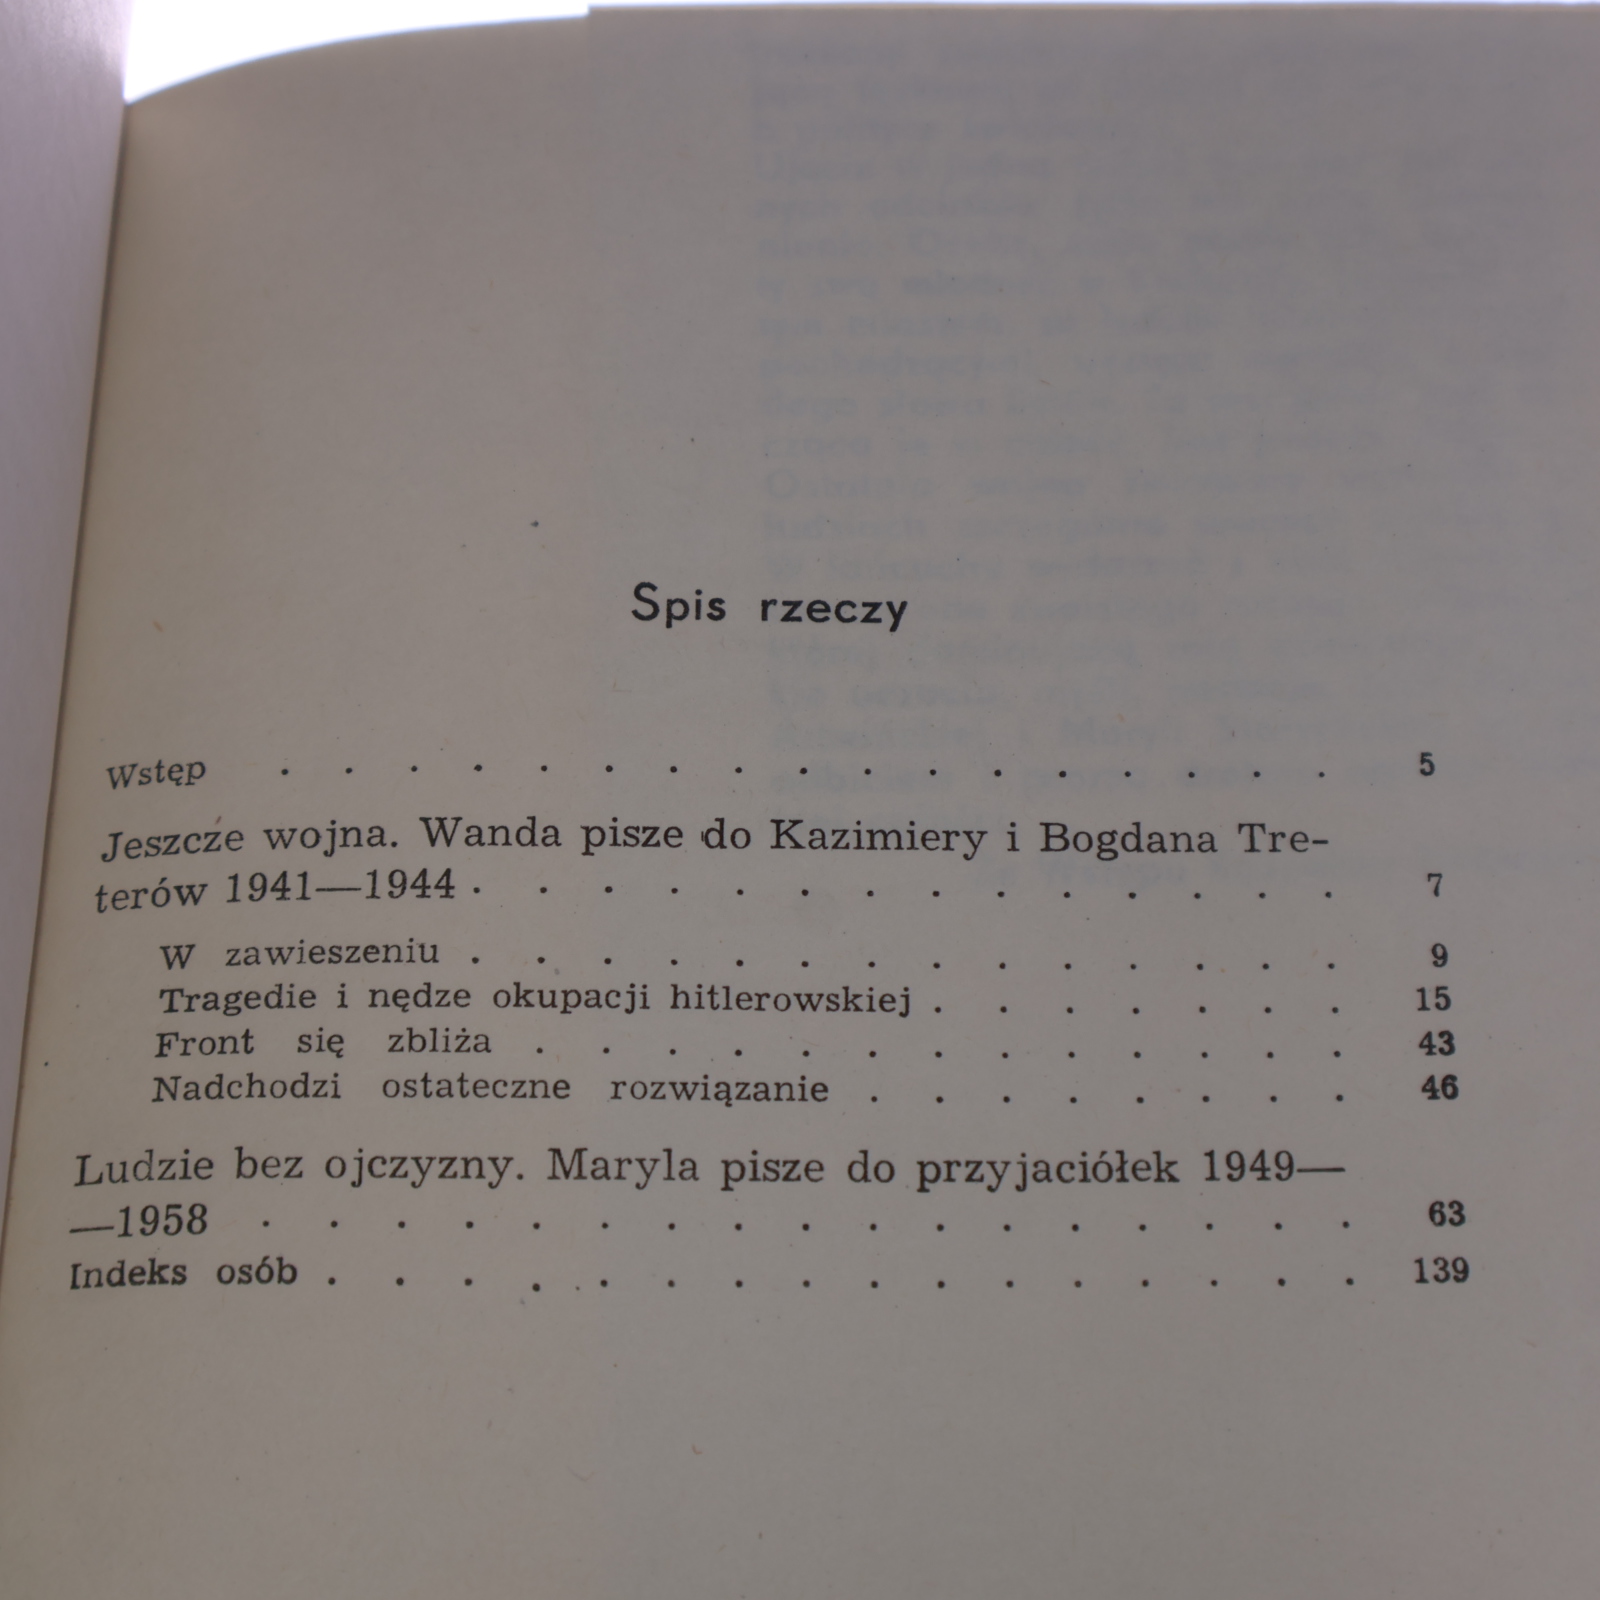 Spis rzeczy
Wstęp . . . . . . . . . . . . . . . . . 5
Jeszcze wojna. Wanda pisze do Kazimiery i Bogdana Tre-
terów 1941—1944 . . . . . . . . . . . . . . 7
W zawieszeniu . . . . . . . . . . . . . . 9
Tragedie i nędze okupacji hitlerowskiej . . . . . . . 15
Front się zbliża . . . . . . . . . . . . . 43
Nadchodzi ostateczne rozwiązanie . . . . . . . . 46
Ludzie bez ojczyzny. Maryla pisze do przyjaciółek 1949—
—1958 . . . . . . . . . . . . . . . . . 63
Indeks osób . . . . . . . . . . . . . . . . 139